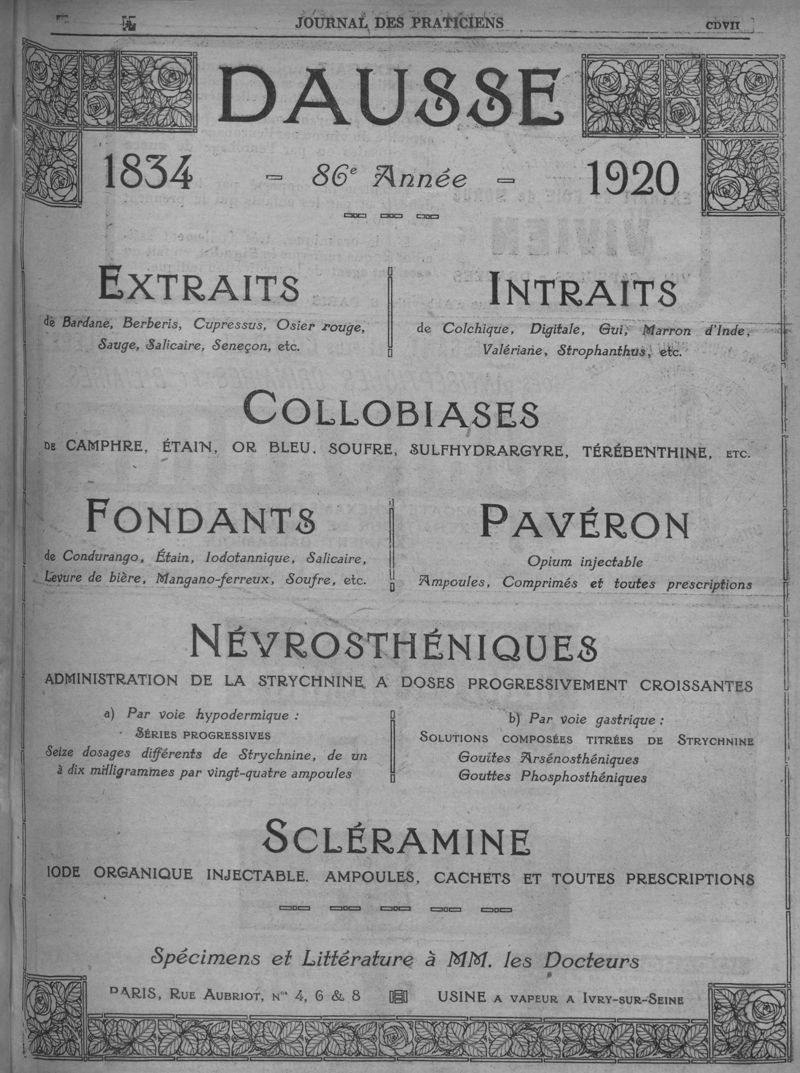 JOURNAL DES PRATICIENS
CDVII
DAUSSE
1834 - 86e Année - 1920
EXTRAITS
de Bardane, Berberis, Cupressus, Osier rouge,
Sauge, Salicaire, Seneçon, etc.
INTRAITS
de Colchique, Digitale, Gui, Marron d'Inde,
Valériane, Strophanthus, etc.
COLLOBIASES
DE CAMPHRE, ÉTAIN, OR BLEU, SOUFRE, SULFHYDRARGYRE, TÉRÉBENTHINE, ETC.
FONDANTS
de Condurango, Étain, Iodotannique, Salicaire,
Levure de bière, Mangano-ferreux, Soufre, etc.
PAVÉRON
Opium injectable
Ampoules, Comprimés et toutes prescriptions
NÉVROSTHÉNIQUES
ADMINISTRATION DE LA STRYCHNINE A DOSES PROGRESSIVEMENT CROISSANTES
a) Par voie hypodermique :
SÉRIES PROGRESSIVES
Seize dosages différents de Strychnine, de un
à dix milligrammes par vingt-quatre ampoules
b) Par voie gastrique :
SOLUTIONS COMPOSÉES TITRÉES DE STRYCHNINE
Gouttes Arsénosthéniques
Gouttes Phosphosthéniques
SCLÉRAMINE
IODE ORGANIQUE INJECTABLE. AMPOULES, CACHETS ET TOUTES PRESCRIPTIONS
Spécimens et Littérature à MM. les Docteurs
PARIS, RUE AUBRIOT, Nos 4, 6 & 8
USINE A VAPEUR A IVRY-SUR-SEINE